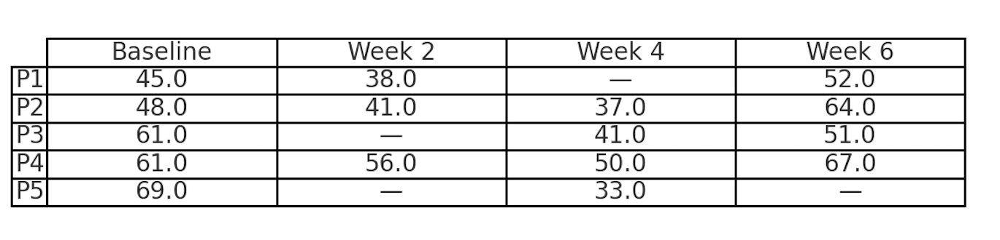 Baseline Week 2 Week 4 Week 6
P1 45.0 38.0 — 52.0
P2 48.0 41.0 37.0 64.0
P3 61.0 — 41.0 51.0
P4 61.0 56.0 50.0 67.0
P5 69.0 — 33.0 —